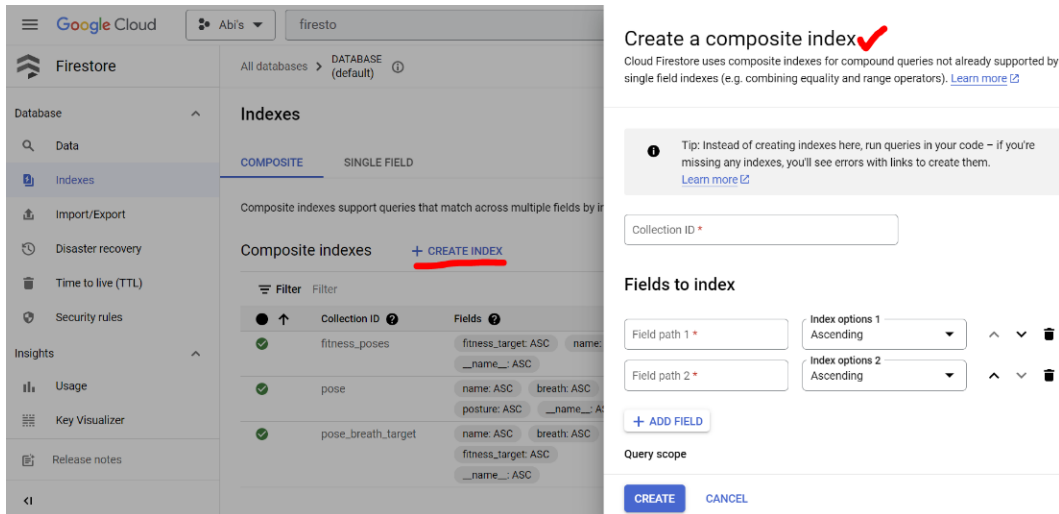 Google Cloud
Abi's
firesto
Firestore
All databases
DATABASE
(default)
Database
Data
Indexes
Import/Export
Disaster recovery
Time to live (TTL)
Security rules
Insights
Usage
Key Visualizer
Release notes
Indexes
COMPOSITE
SINGLE FIELD
Composite indexes support queries that match across multiple fields by
Composite indexes
+ CREATE INDEX
Filter Filter
Collection ID
Fields
fitness_poses
fitness_target: ASC
name:
__name__: ASC
pose
name: ASC
breath: ASC
posture: ASC
pose_breath_target
name: ASC
breath: ASC
fitness_target: ASC
__name__: ASC
Create a composite index
Cloud Firestore uses composite indexes for compound queries not already supported by
single field indexes (e.g. combining equality and range operators). Learn more
Tip: Instead of creating indexes here, run queries in your code – if you're
missing any indexes, you'll see errors with links to create them.
Learn more
Collection ID *
Fields to index
Field path 1 *
Index options 1
Ascending
Field path 2 *
Index options 2
Ascending
+ ADD FIELD
Query scope
CREATE
CANCEL